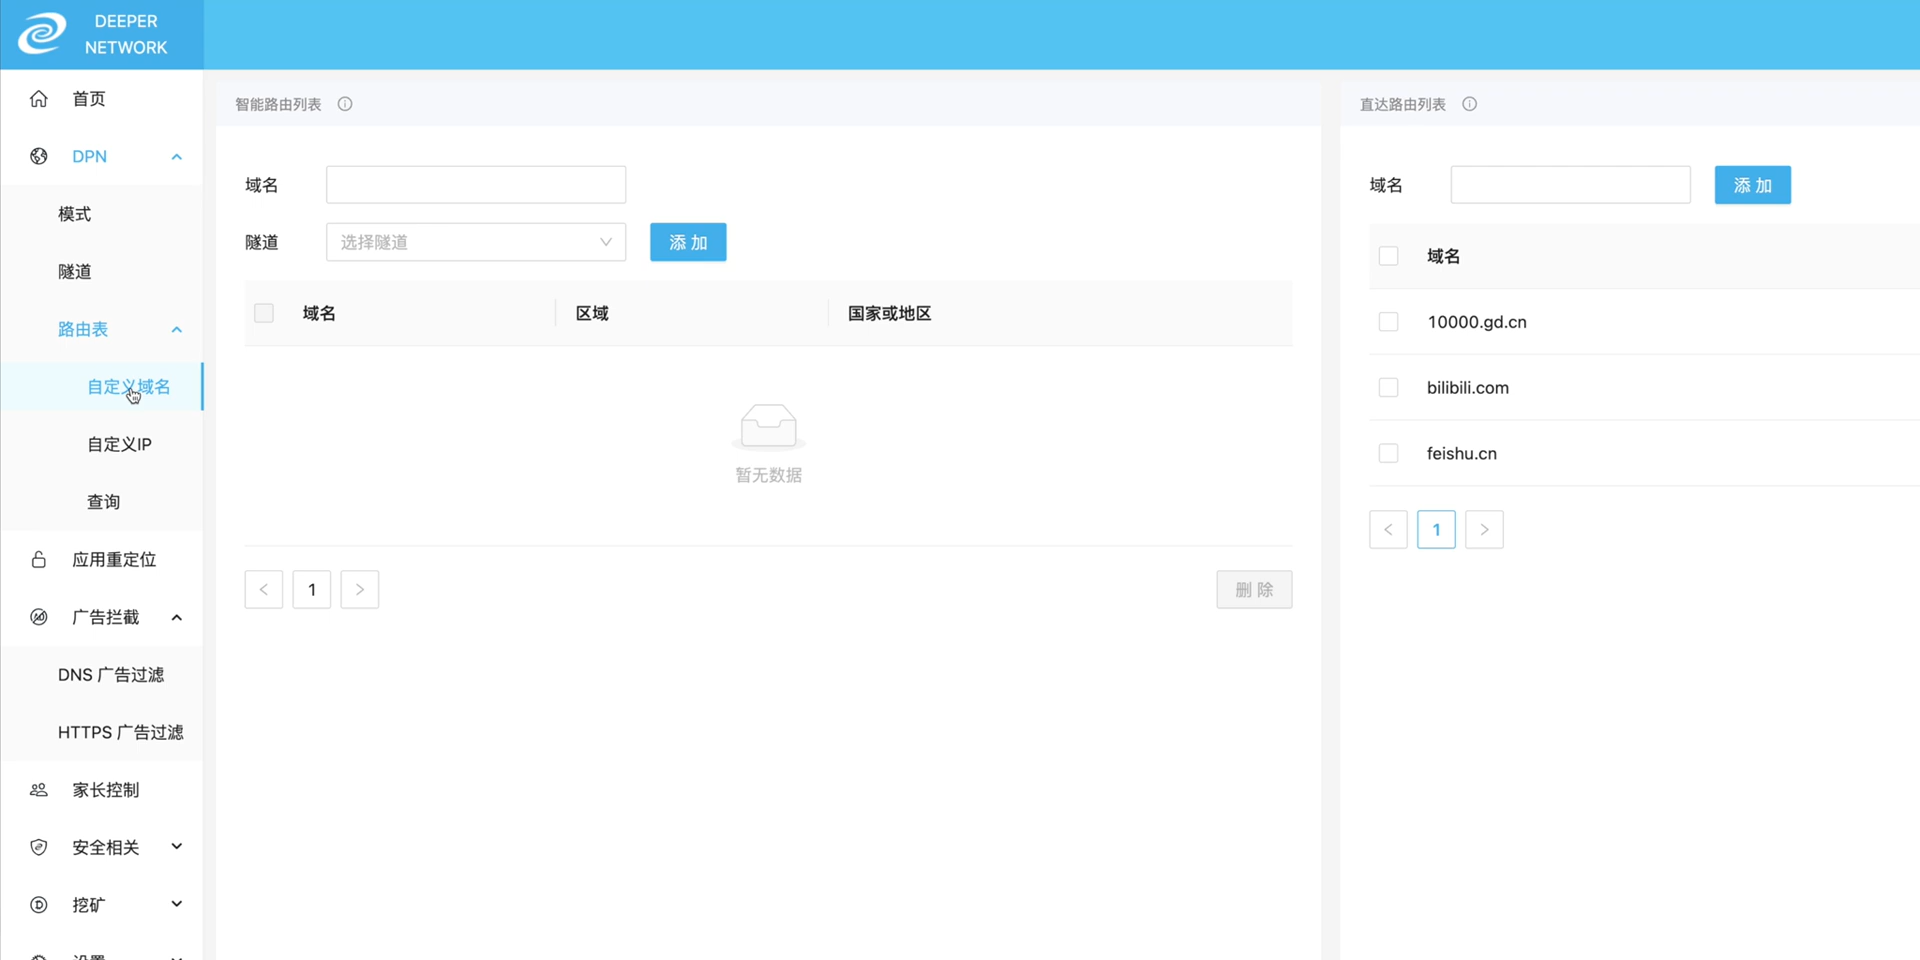 DEEPER
NETWORK
首页
DPN
模式
隧道
路由表
自定义域名
自定义IP
查询
应用重定位
广告拦截
DNS 广告过滤
HTTPS 广告过滤
家长控制
安全相关
挖矿
设置
智能路由列表
域名
隧道 选择隧道 添加
域名 区域 国家或地区
暂无数据
< 1 > 删除
直达路由列表
域名 添加
域名
10000.gd.cn
bilibili.com
feishu.cn
< 1 >